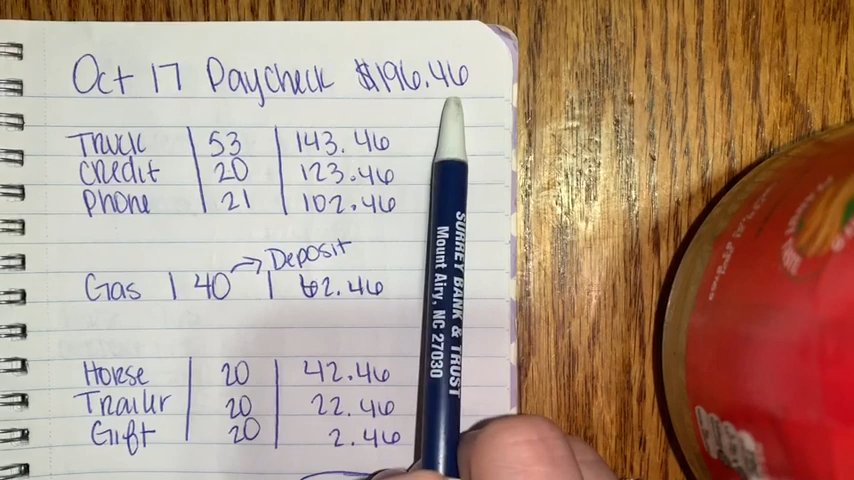 Oct 17 Paycheck $196.46
Truck 53 143.46
Credit 20 123.46
Phone 21 102.46
Deposit
Gas 40 62.46
Horse 20 42.46
Trailer 20 22.46
Gift 20 2.46
SURREY BANK & TRUST
Mount Airy, NC 27030